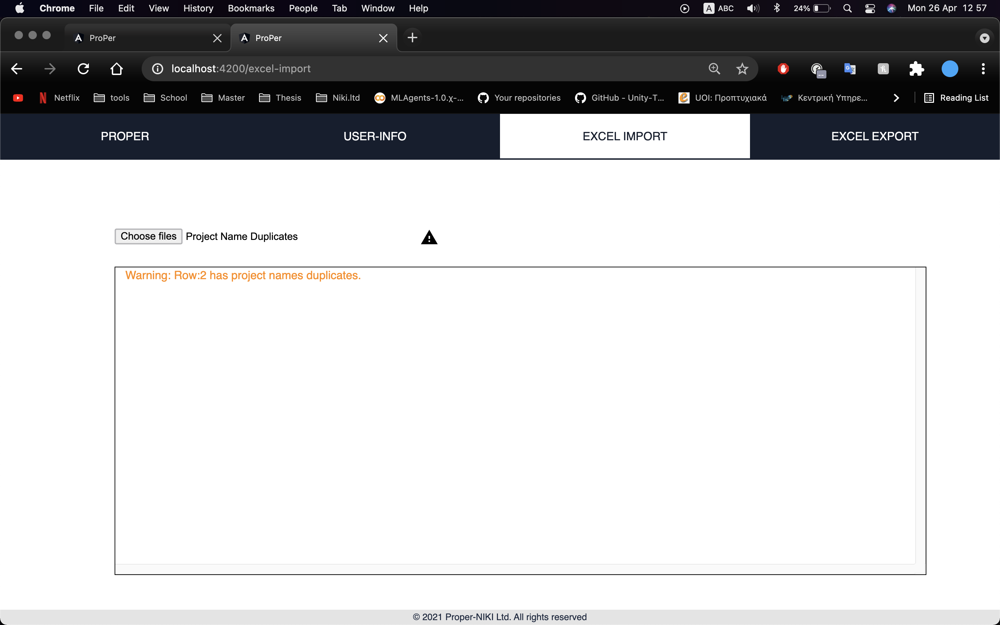 Chrome File Edit View History Bookmarks People Tab Window Help A ABC 24% Mon 26 Apr 12 57
ProPer ProPer
localhost:4200/excel-import
Netflix tools School Master Thesis Niki.ltd MLAgents-1.0.χ-... Your repositories GitHub - Unity-T... UOI: Προπτυχιακά Κεντρική Υπηρε... Reading List
PROPER USER-INFO EXCEL IMPORT EXCEL EXPORT
Choose files Project Name Duplicates
Warning: Row:2 has project names duplicates.
© 2021 Proper-NIKI Ltd. All rights reserved